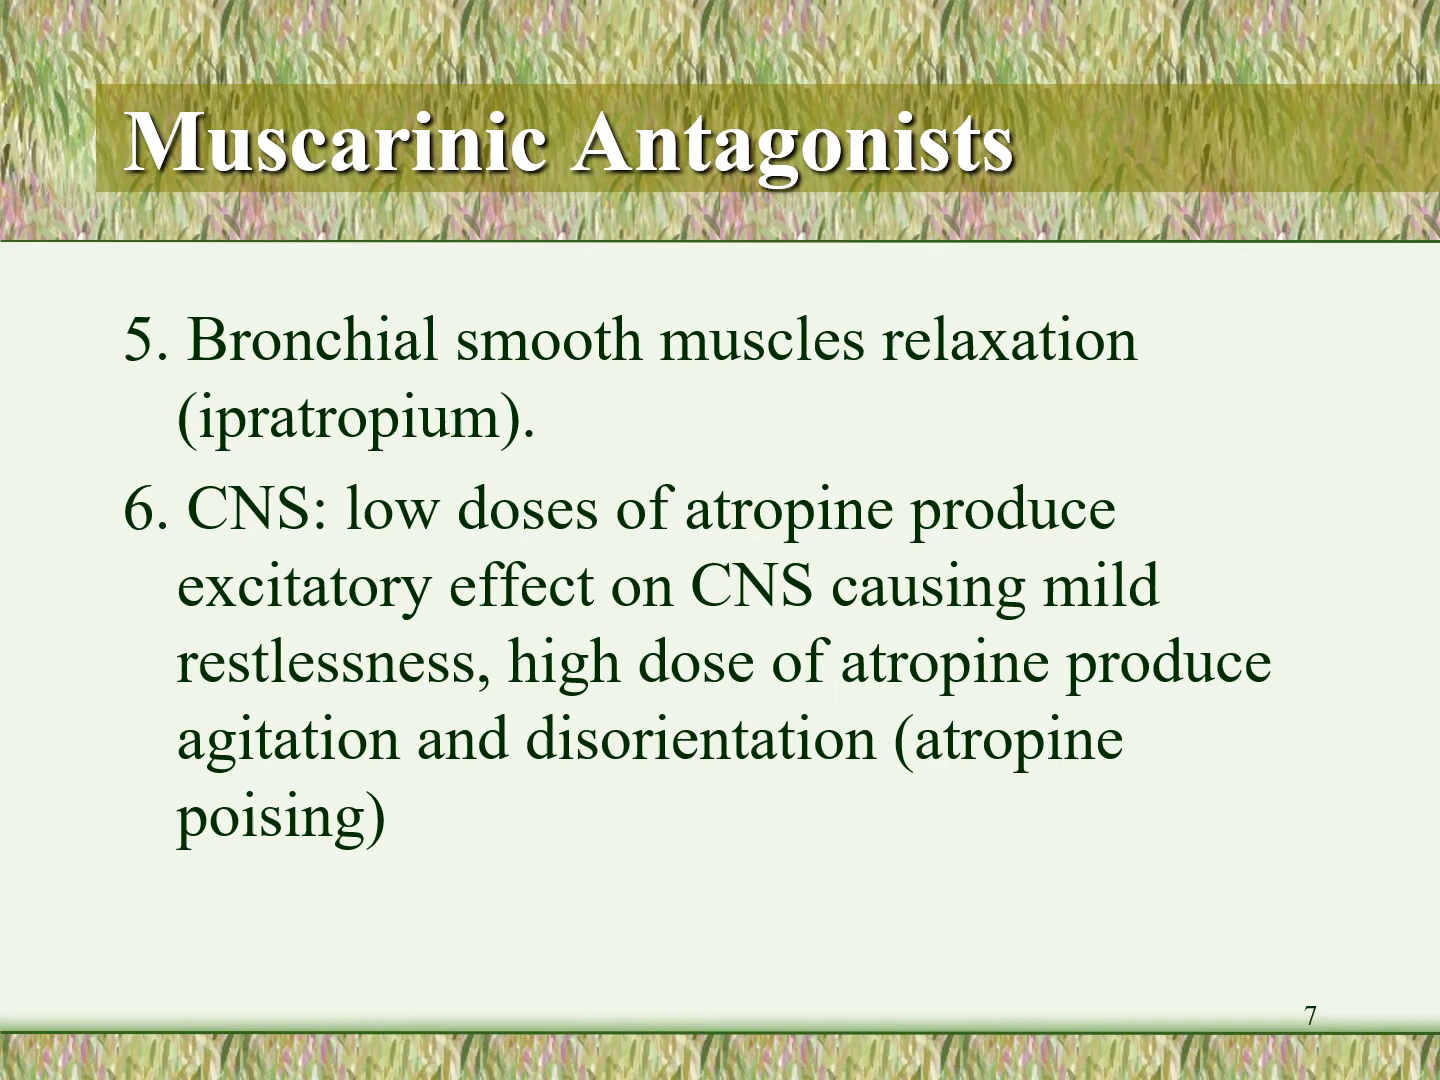 Muscarinic Antagonists
5. Bronchial smooth muscles relaxation
(ipratropium).
6. CNS: low doses of atropine produce
excitatory effect on CNS causing mild
restlessness, high dose of atropine produce
agitation and disorientation (atropine
poising)
7